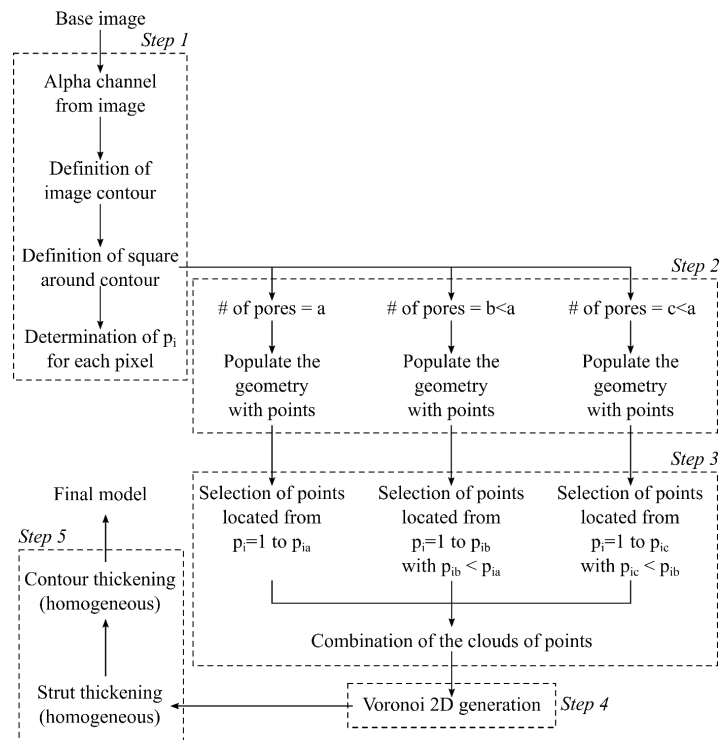 Base image
Step 1
Alpha channel
from image
Definition of
image contour
Definition of square
around contour
Determination of pᵢ
for each pixel
Step 2
# of pores = a
# of pores = b<a
# of pores = c<a
Populate the
geometry
with points
Populate the
geometry
with points
Populate the
geometry
with points
Step 3
Selection of points
located from
pᵢ=1 to pᵢₐ
Selection of points
located from
pᵢ=1 to p_ib
with p_ib < pᵢₐ
Selection of points
located from
pᵢ=1 to p_ic
with p_ic < p_ib
Combination of the clouds of points
Voronoi 2D generation
Step 4
Final model
Step 5
Contour thickening
(homogeneous)
Strut thickening
(homogeneous)